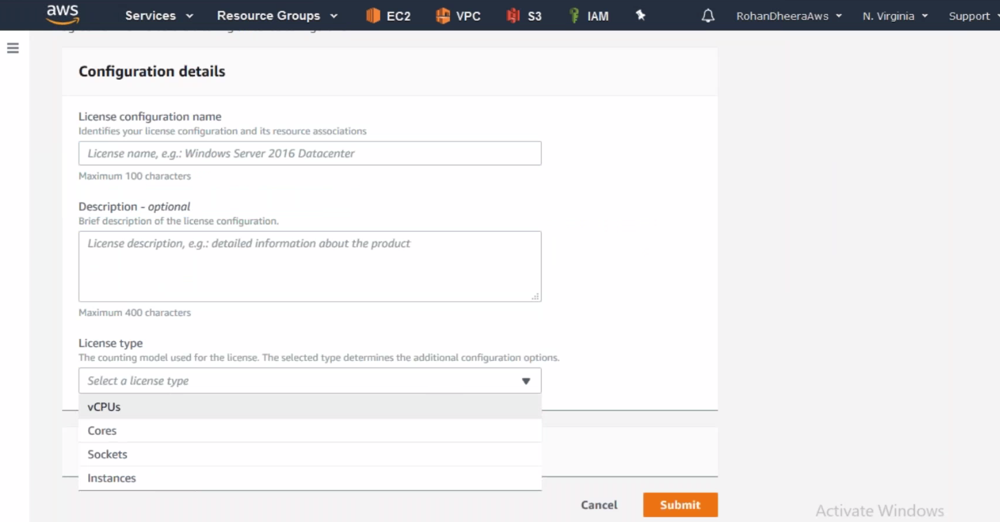 aws Services Resource Groups EC2 VPC S3 IAM RohanDheeraAws N. Virginia Support
Configuration details
License configuration name
Identifies your license configuration and its resource associations
License name, e.g.: Windows Server 2016 Datacenter
Maximum 100 characters
Description - optional
Brief description of the license configuration.
License description, e.g.: detailed information about the product
Maximum 400 characters
License type
The counting model used for the license. The selected type determines the additional configuration options.
Select a license type
vCPUs
Cores
Sockets
Instances
Cancel Submit
Activate Windows